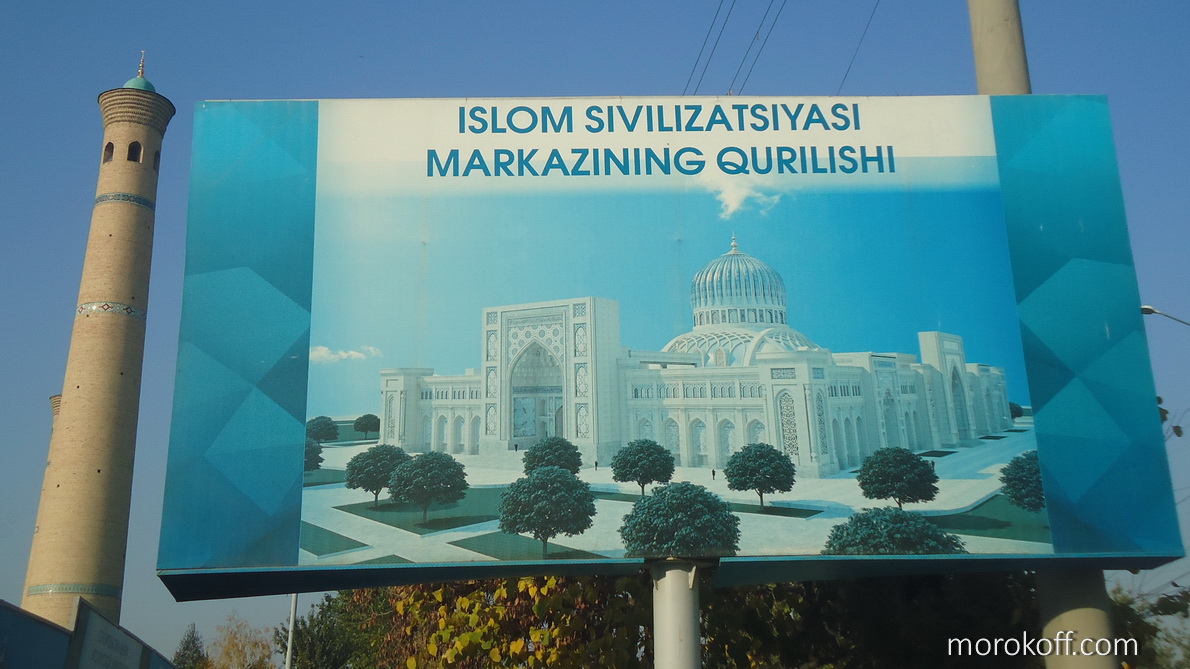 ISLOM SIVILIZATSIYASI
MARKAZINING QURILISHI
morokoff.com